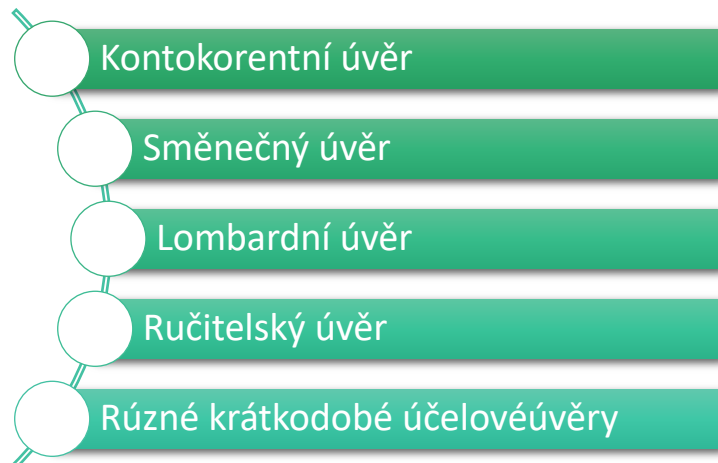 Kontokorentní úvěr
Směnečný úvěr
Lombardní úvěr
Ručitelský úvěr
Rúzné krátkodobé účelovéúvěry